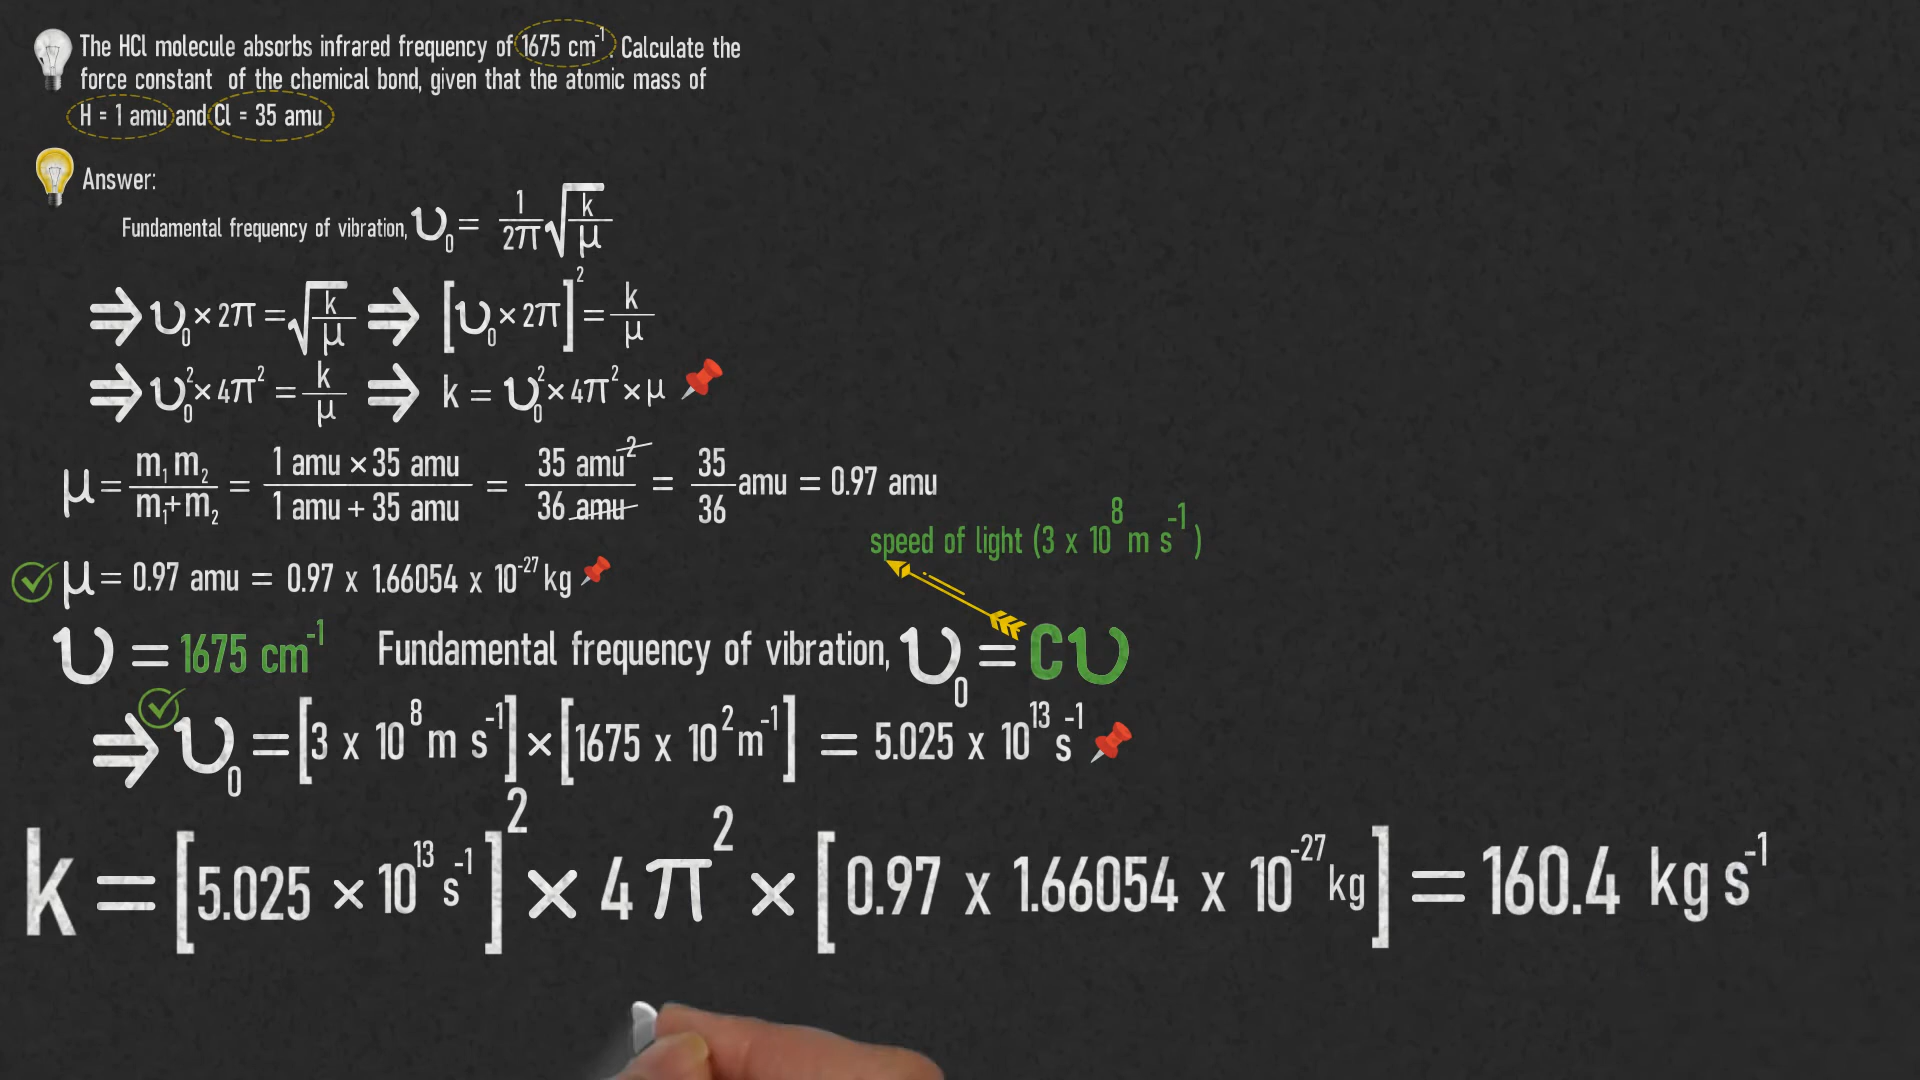 The HCl molecule absorbs infrared frequency of 1675 cm⁻¹. Calculate the
force constant of the chemical bond, given that the atomic mass of
H = 1 amu and Cl = 35 amu
Answer:
Fundamental frequency of vibration, υ₀ = 1/2π √(k/μ)
⇒ υ₀ × 2π = √(k/μ) ⇒ [υ₀ × 2π]² = k/μ
⇒ υ₀² × 4π² = k/μ ⇒ k = υ₀² × 4π² × μ
μ = m₁m₂/m₁+m₂ = 1 amu × 35 amu/1 amu + 35 amu = 35 amu²/36 amu = 35/36 amu = 0.97 amu
speed of light (3 x 10⁸ m s⁻¹)
μ = 0.97 amu = 0.97 x 1.66054 x 10⁻²⁷ kg
υ = 1675 cm⁻¹ Fundamental frequency of vibration, υ₀ = Cυ
⇒ υ₀ = [3 x 10⁸ m s⁻¹] × [1675 x 10² m⁻¹] = 5.025 x 10¹³ s⁻¹
k = [5.025 × 10¹³ s⁻¹]² × 4π² × [0.97 x 1.66054 x 10⁻²⁷ kg] = 160.4 kg s⁻¹